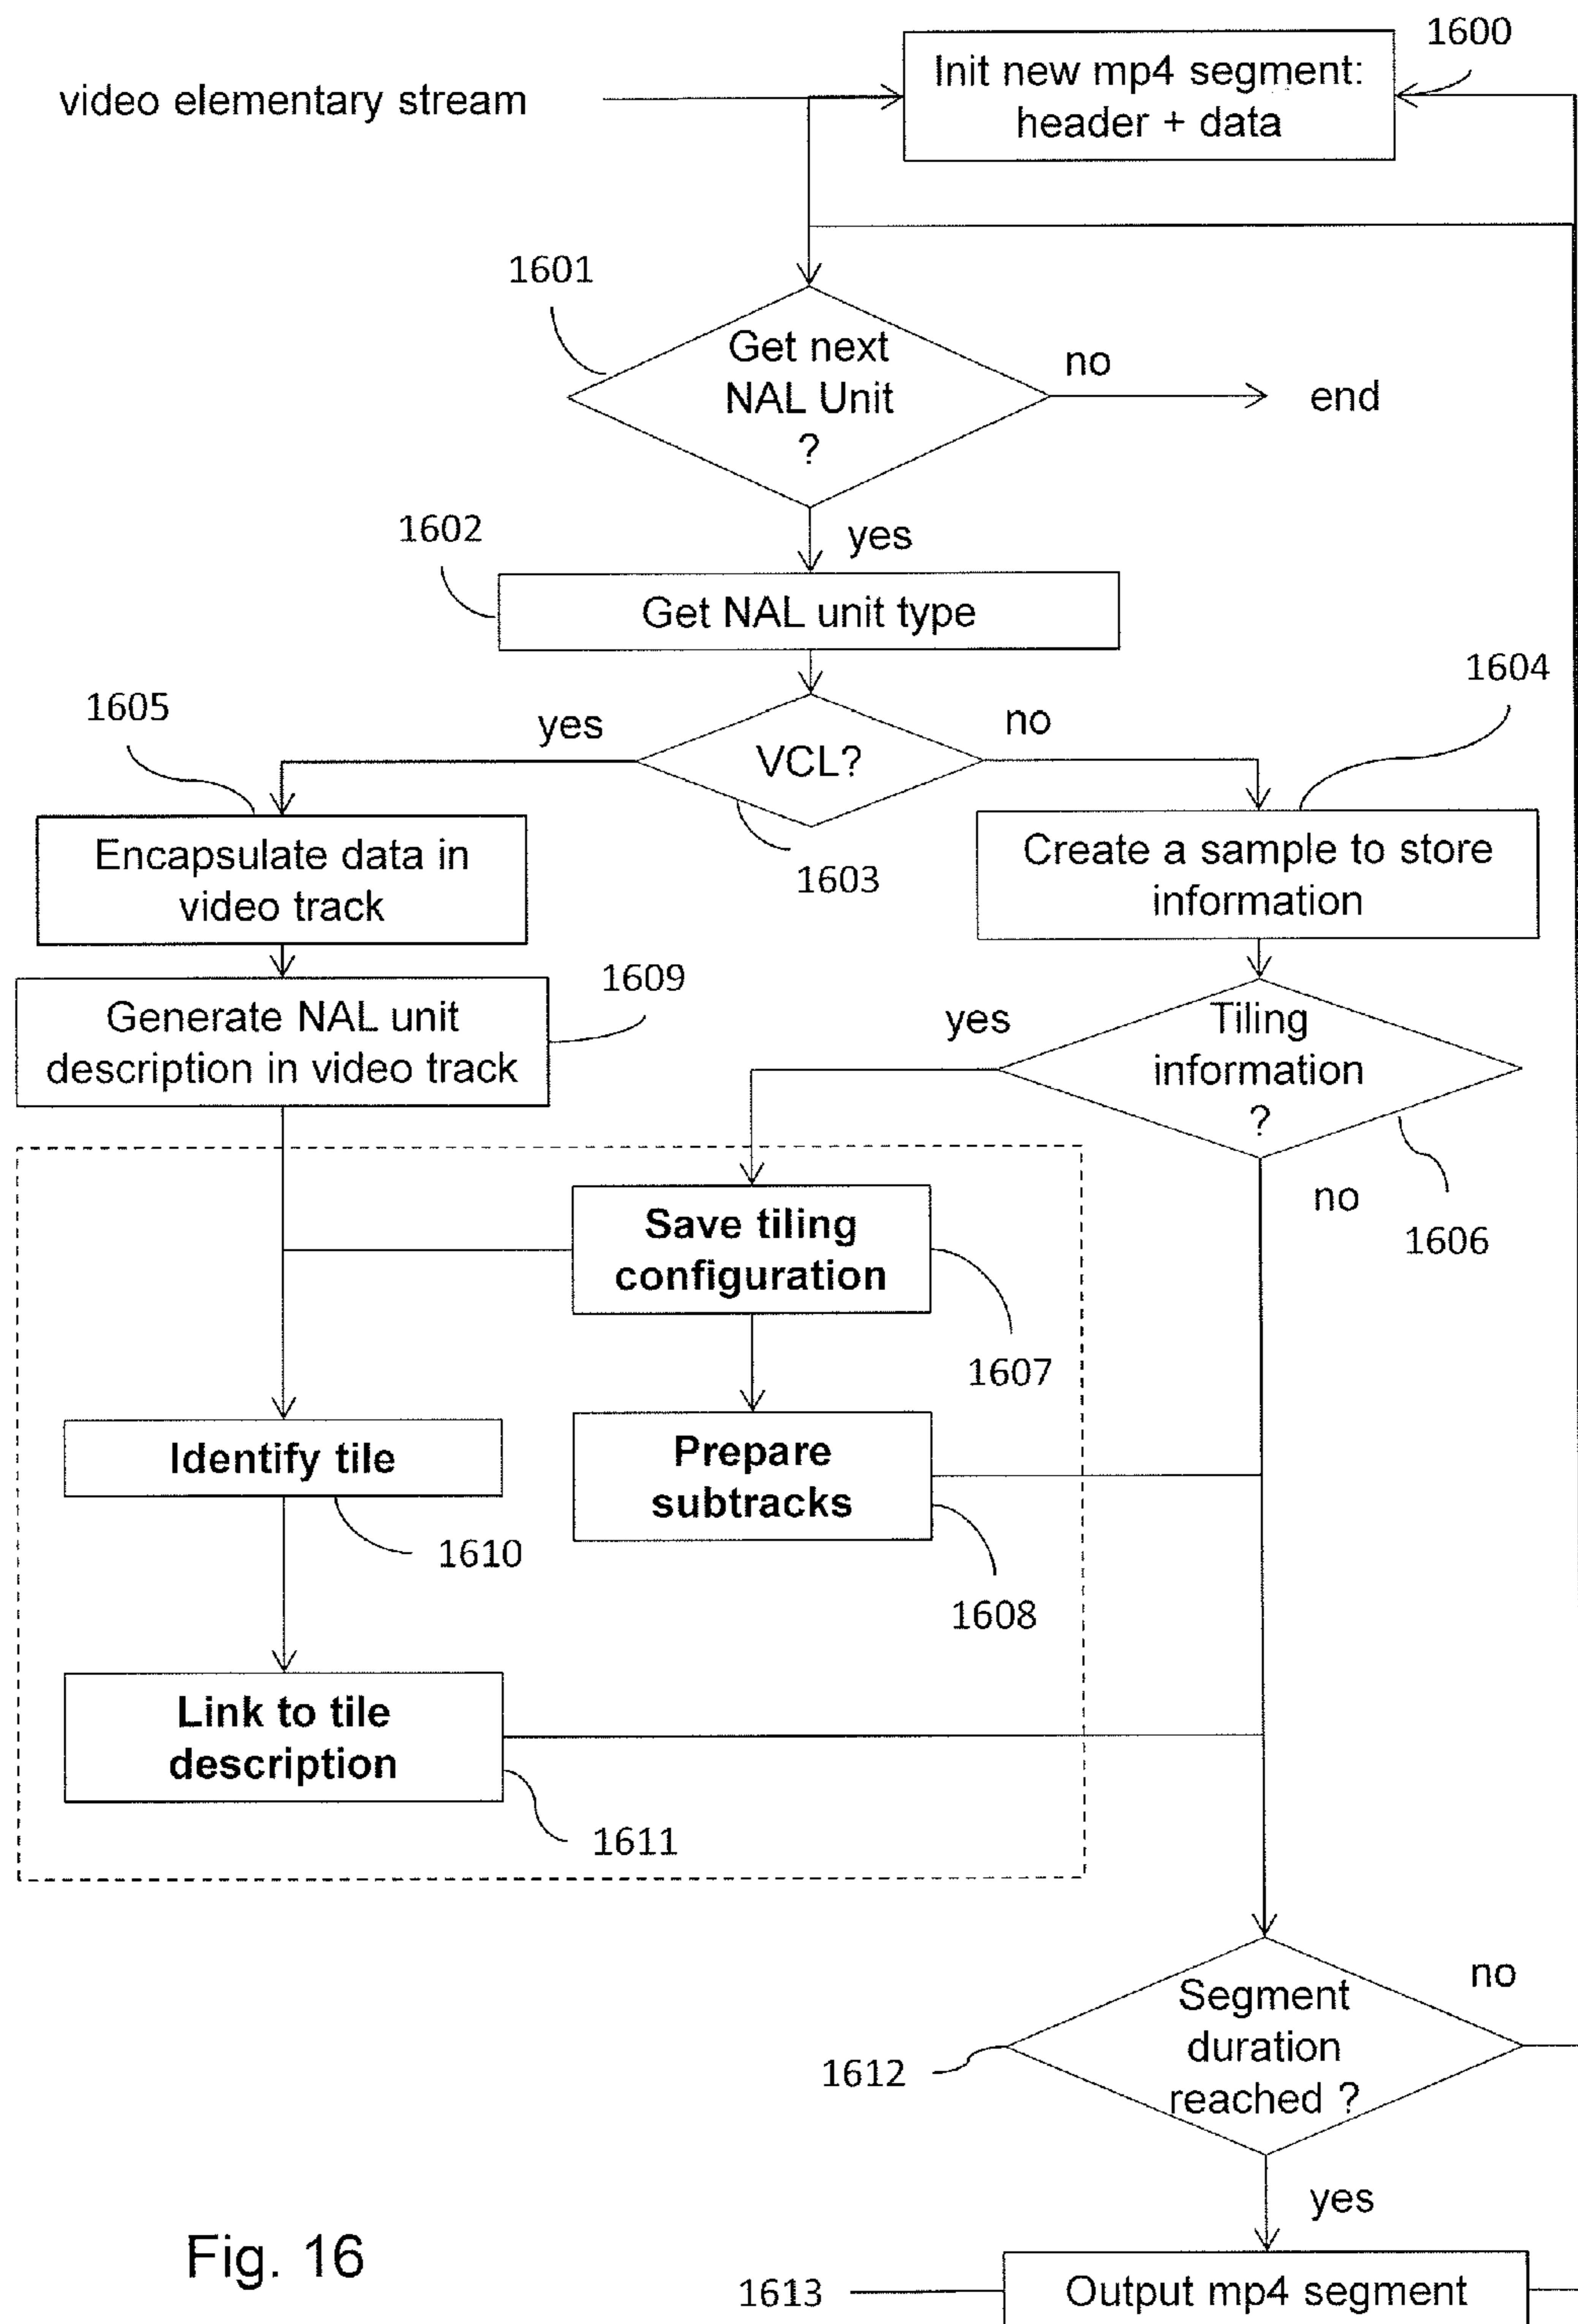 1600
Init new mp4 segment:
header + data
video elementary stream
1601
Get next
NAL Unit
?
no
end
yes
1602
Get NAL unit type
1604
1605
yes
VCL?
no
1603
Encapsulate data in
video track
Create a sample to store
information
1609
Generate NAL unit
description in video track
yes
Tiling
information
?
no
1606
Save tiling
configuration
1607
Identify tile
1610
Prepare
subtracks
1608
Link to tile
description
1611
no
Segment
duration
reached ?
1612
yes
Fig. 16
1613
Output mp4 segment